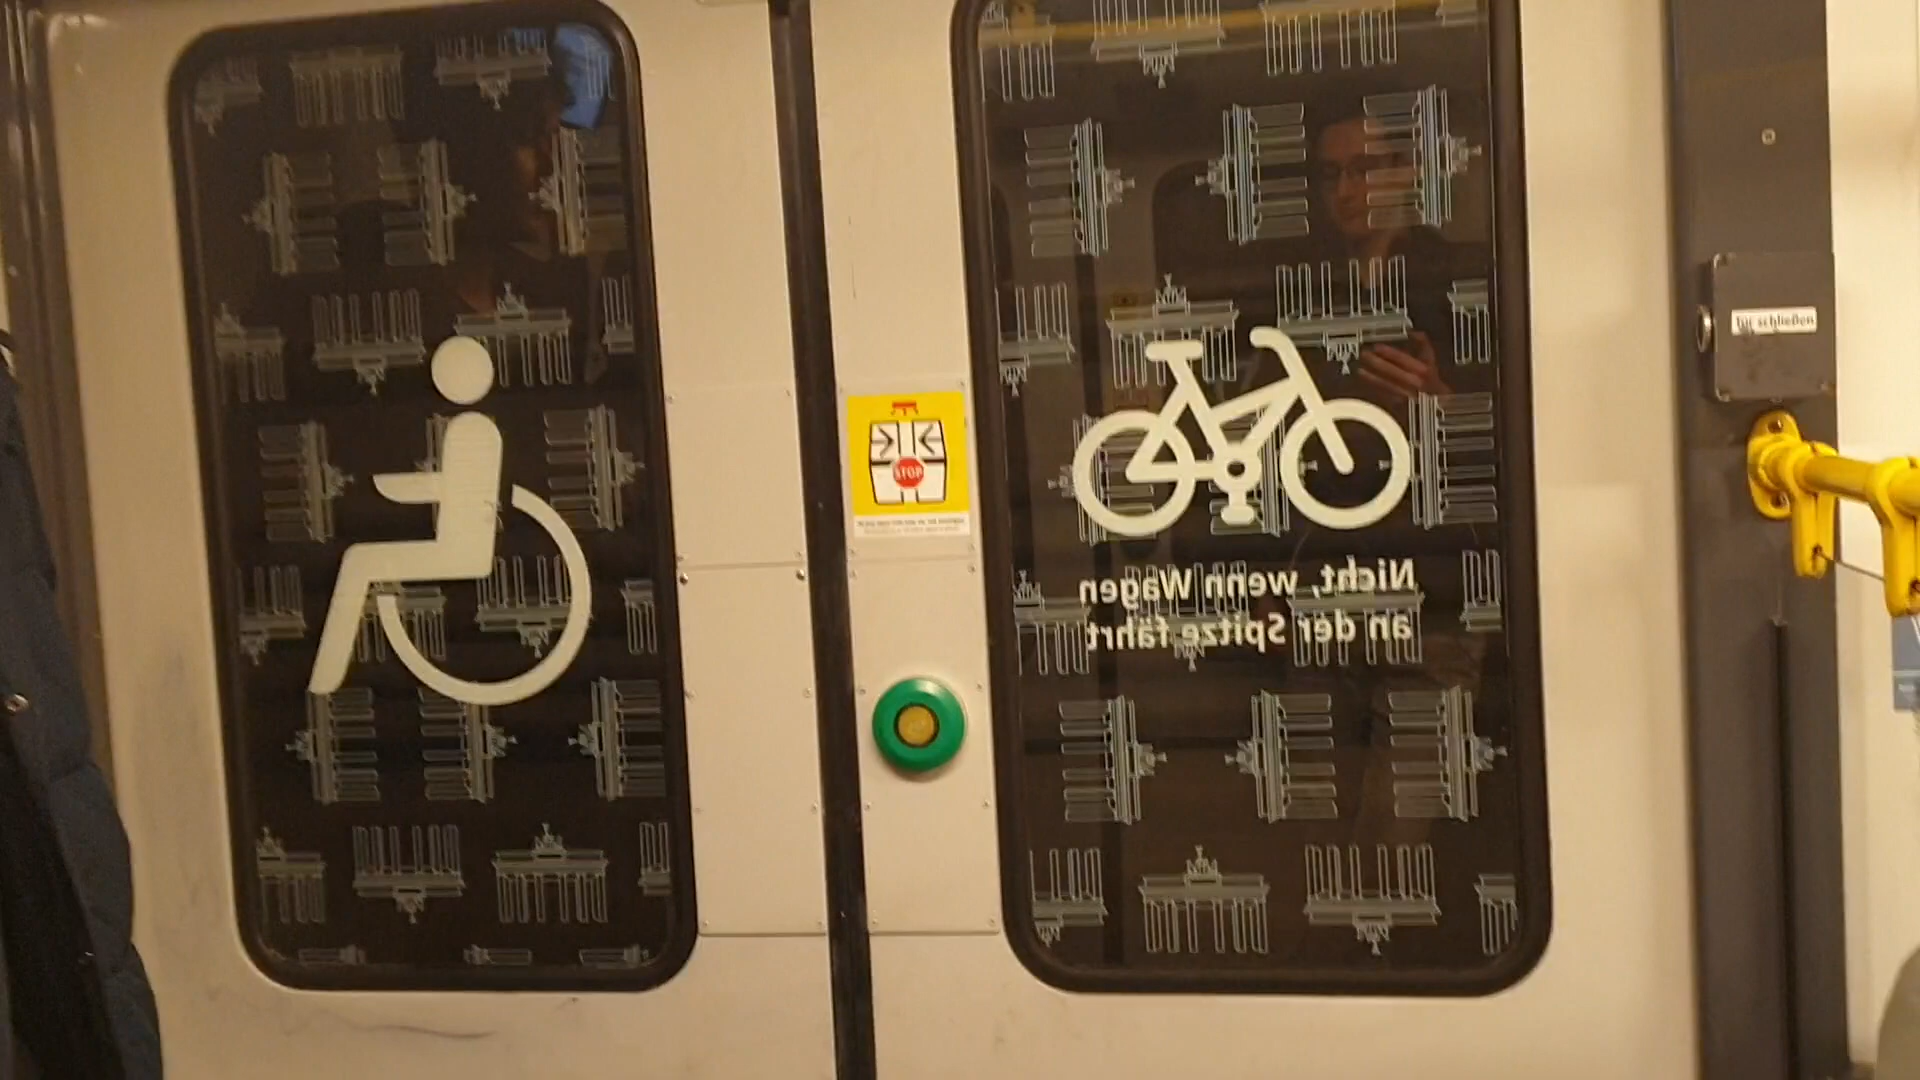 STOP
Nicht, wenn Wagen
an der Spitze fährt
Tür schließen